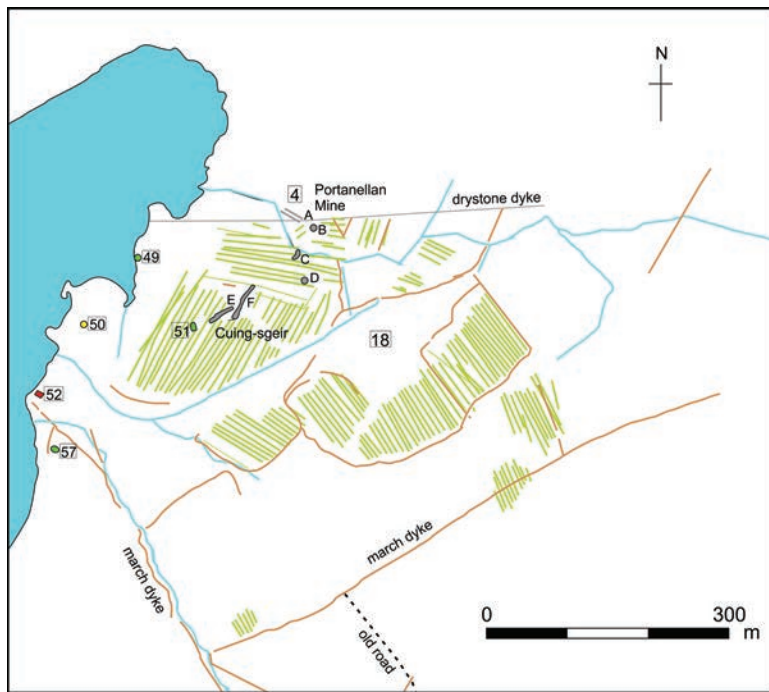 N
4
Portanellan
Mine
drystone dyke
A
B
49
C
D
E
F
50
51
Cuing-sgeir
18
52
57
march dyke
march dyke
old road
0
300
m